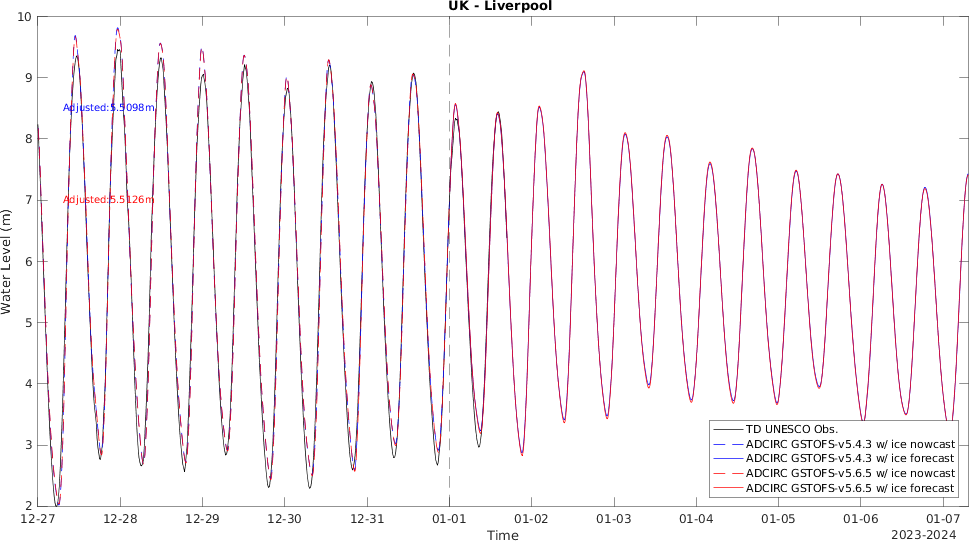 UK - Liverpool
10
9
8
7
6
5
4
3
2
Water Level (m)
Adjusted:5.5098m
Adjusted:5.5126m
TD UNESCO Obs.
ADCIRC GSTOFS-v5.4.3 w/ ice nowcast
ADCIRC GSTOFS-v5.4.3 w/ ice forecast
ADCIRC GSTOFS-v5.6.5 w/ ice nowcast
ADCIRC GSTOFS-v5.6.5 w/ ice forecast
12-27 12-28 12-29 12-30 12-31 01-01 01-02 01-03 01-04 01-05 01-06 01-07
Time
2023-2024